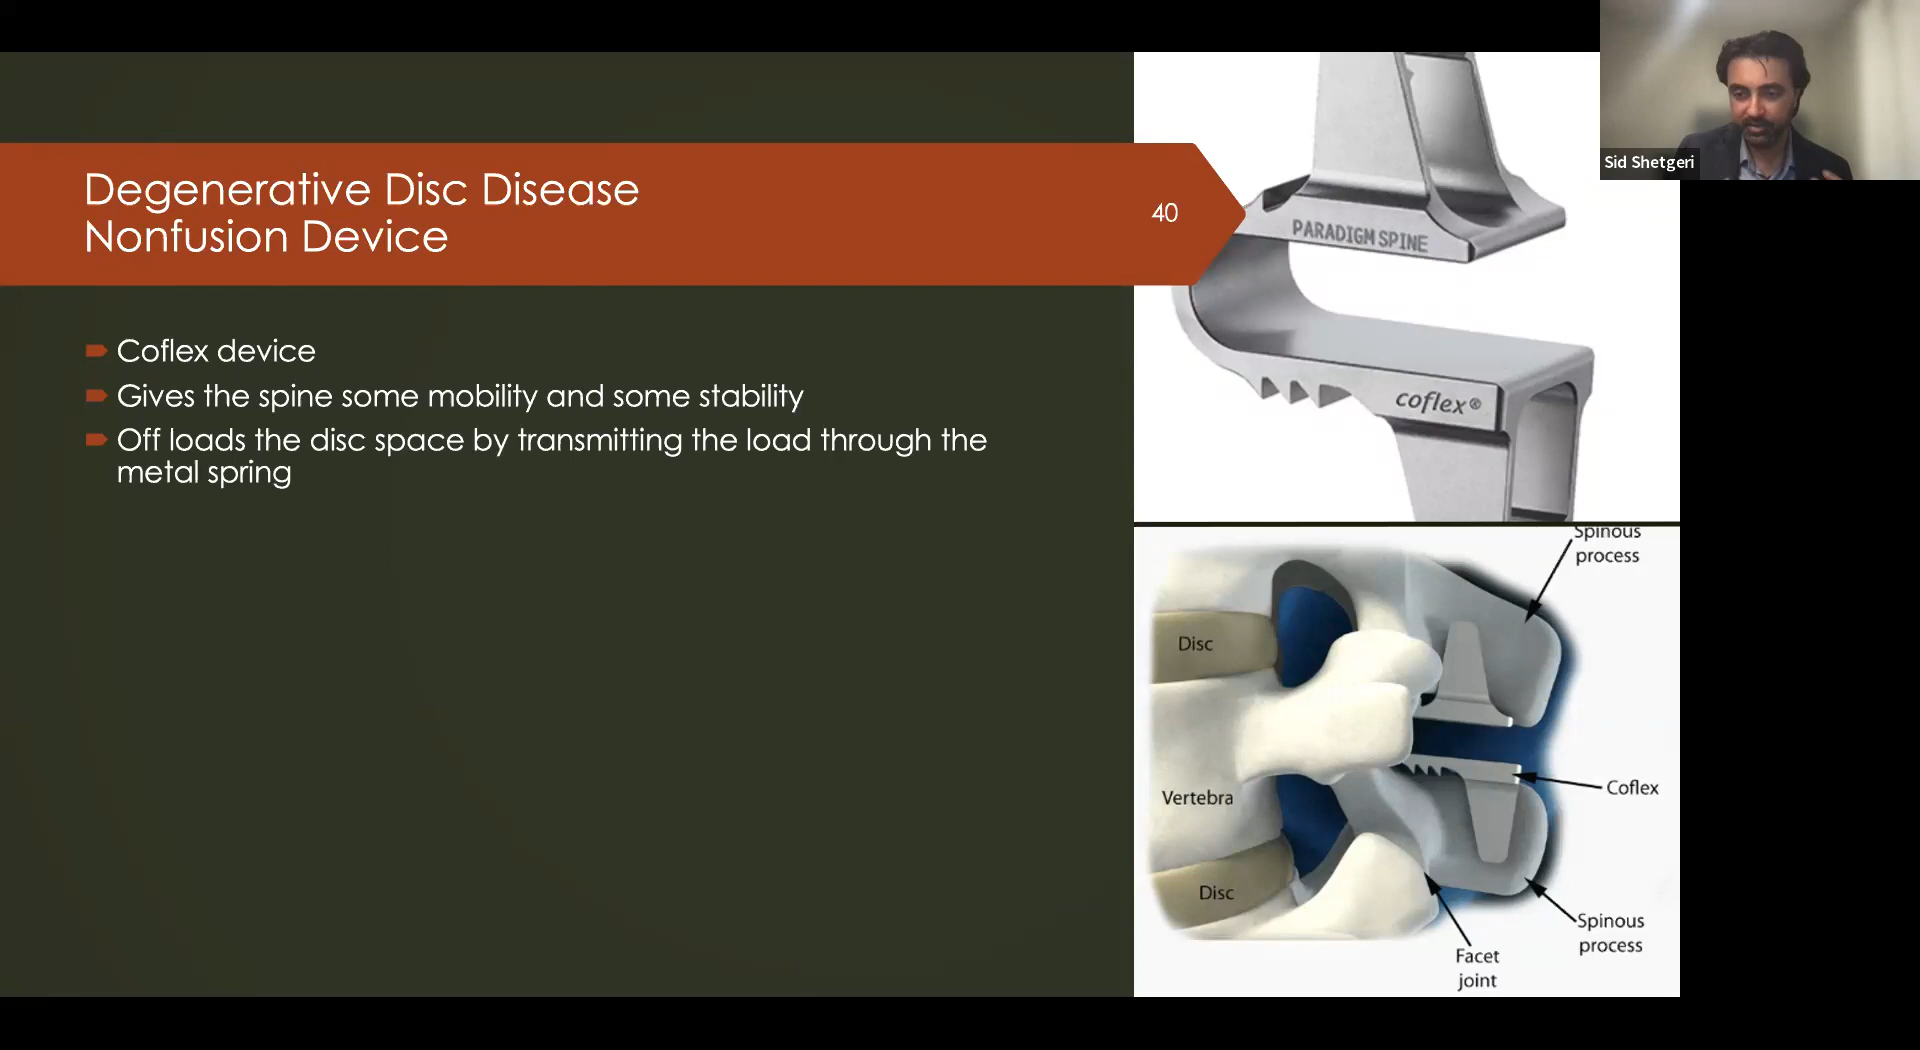 Sid Shetgeri
Degenerative Disc Disease
Nonfusion Device
40
Coflex device
Gives the spine some mobility and some stability
Off loads the disc space by transmitting the load through the
metal spring
PARADIGM SPINE
coflex®
Spinous
process
Disc
Vertebra
Coflex
Disc
Spinous
process
Facet
joint